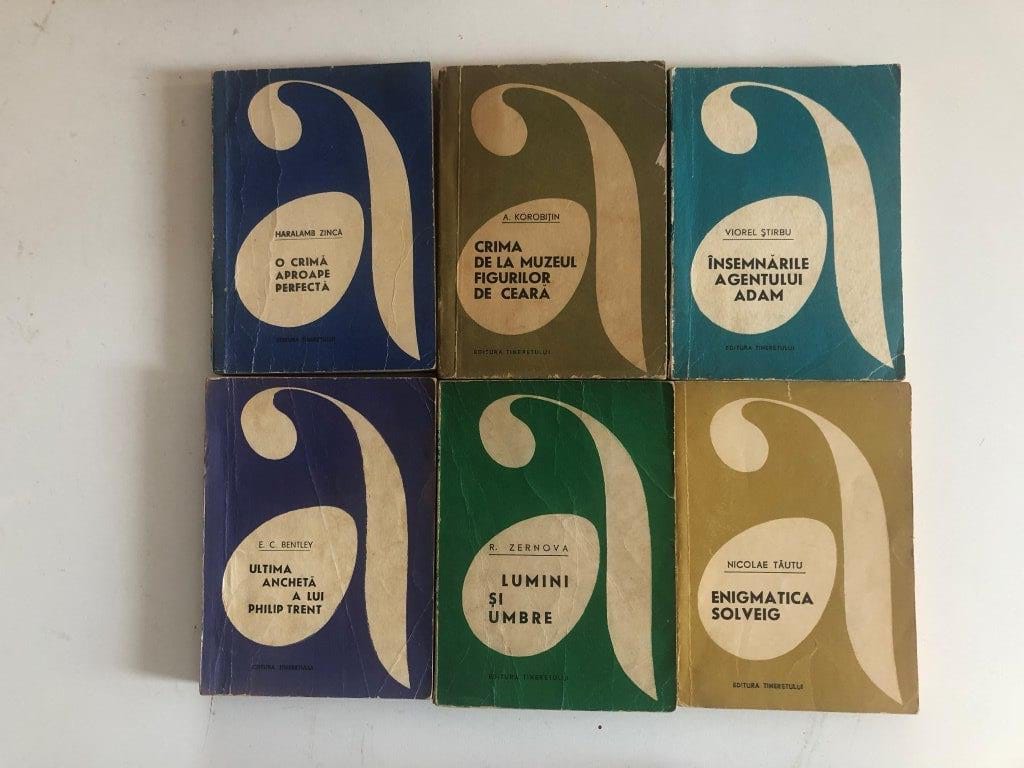 HARALAMB ZINCA
O CRIMĂ
APROAPE
PERFECTĂ
EDITURA TINERETULUI
A. KOROBIȚIN
CRIMA
DE LA MUZEUL
FIGURILOR
DE CEARĂ
EDITURA TINERETULUI
VIOREL ȘTIRBU
ÎNSEMNĂRILE
AGENTULUI
ADAM
EDITURA TINERETULUI
E. C. BENTLEY
ULTIMA
ANCHETĂ
A LUI
PHILIP TRENT
EDITURA TINERETULUI
R. ZERNOVA
LUMINI
ȘI
UMBRE
EDITURA TINERETULUI
NICOLAE TĂUTU
ENIGMATICA
SOLVEIG
EDITURA TINERETULUI